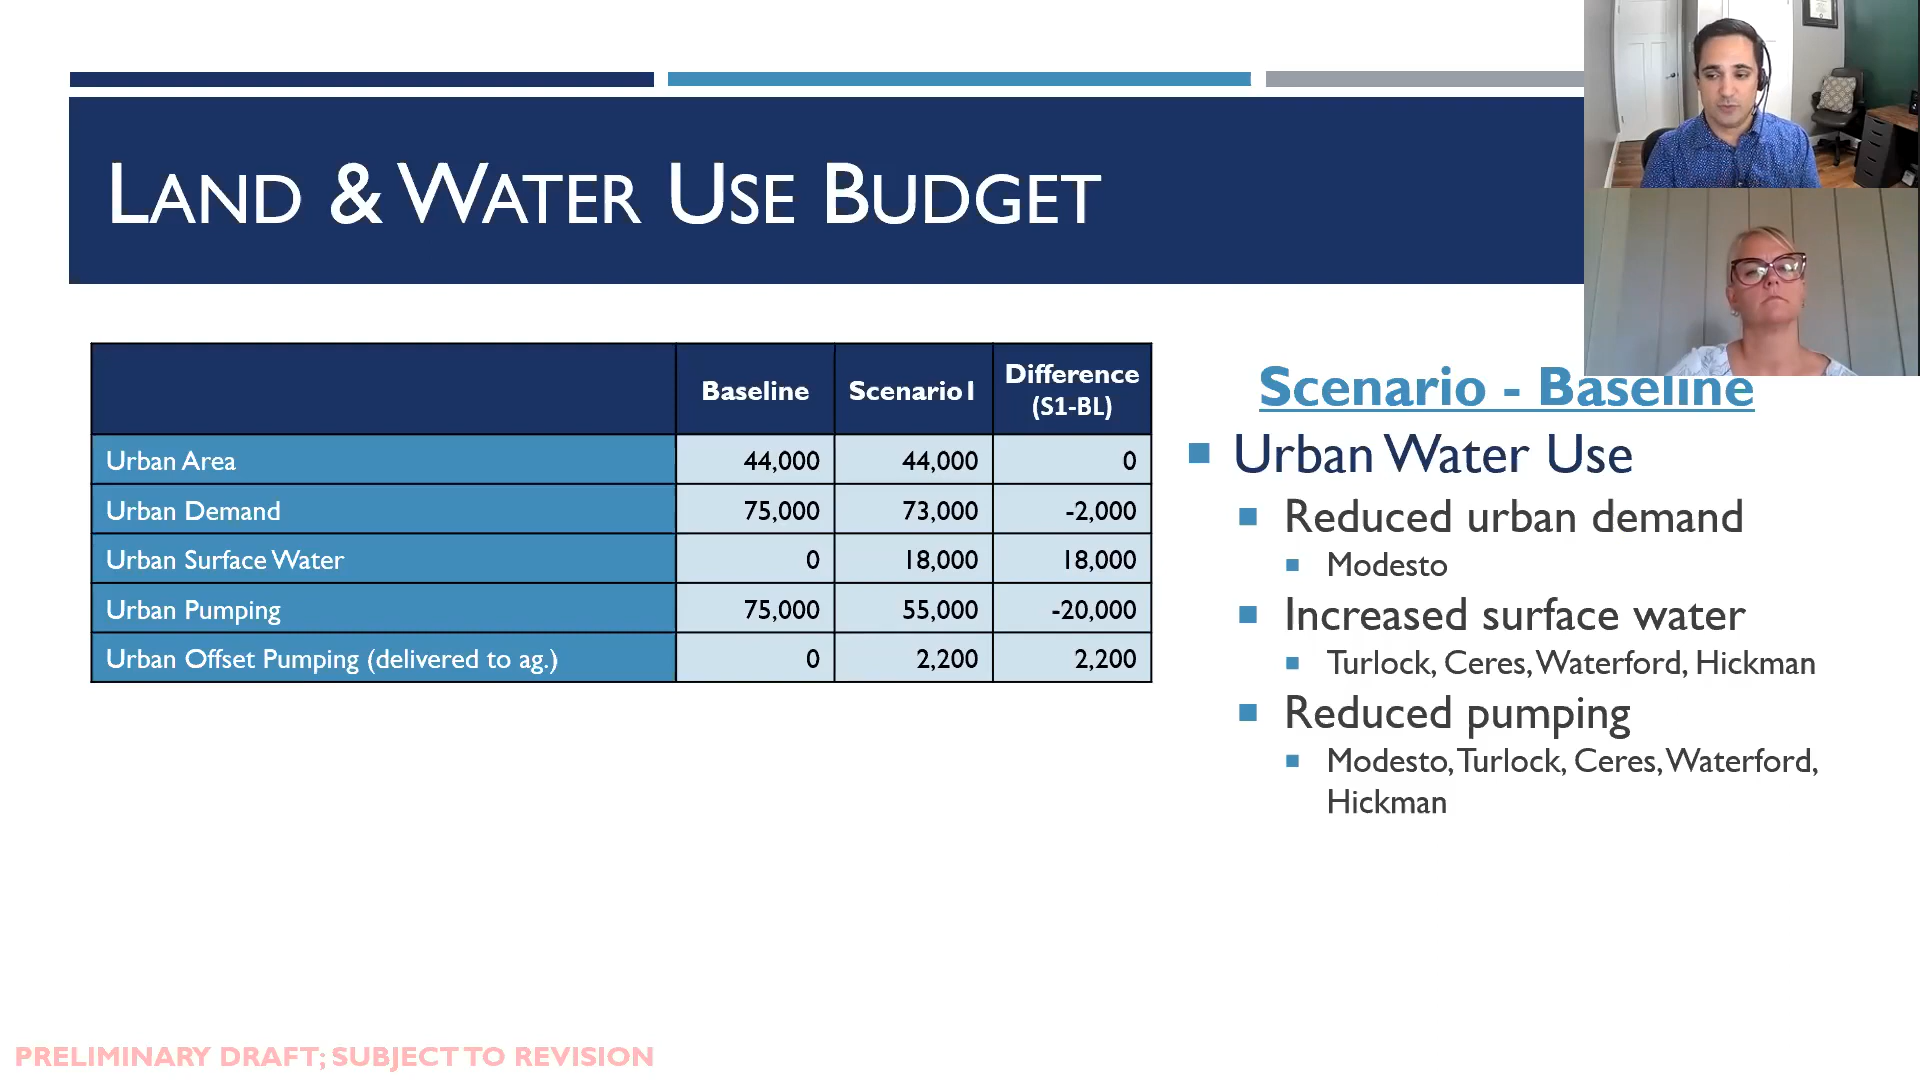 LAND & WATER USE BUDGET
Baseline Scenario1 Difference (S1-BL)
Urban Area 44,000 44,000 0
Urban Demand 75,000 73,000 -2,000
Urban Surface Water 0 18,000 18,000
Urban Pumping 75,000 55,000 -20,000
Urban Offset Pumping (delivered to ag.) 0 2,200 2,200
Scenario - Baseline
Urban Water Use
Reduced urban demand
Modesto
Increased surface water
Turlock, Ceres, Waterford, Hickman
Reduced pumping
Modesto, Turlock, Ceres, Waterford,
Hickman
PRELIMINARY DRAFT; SUBJECT TO REVISION